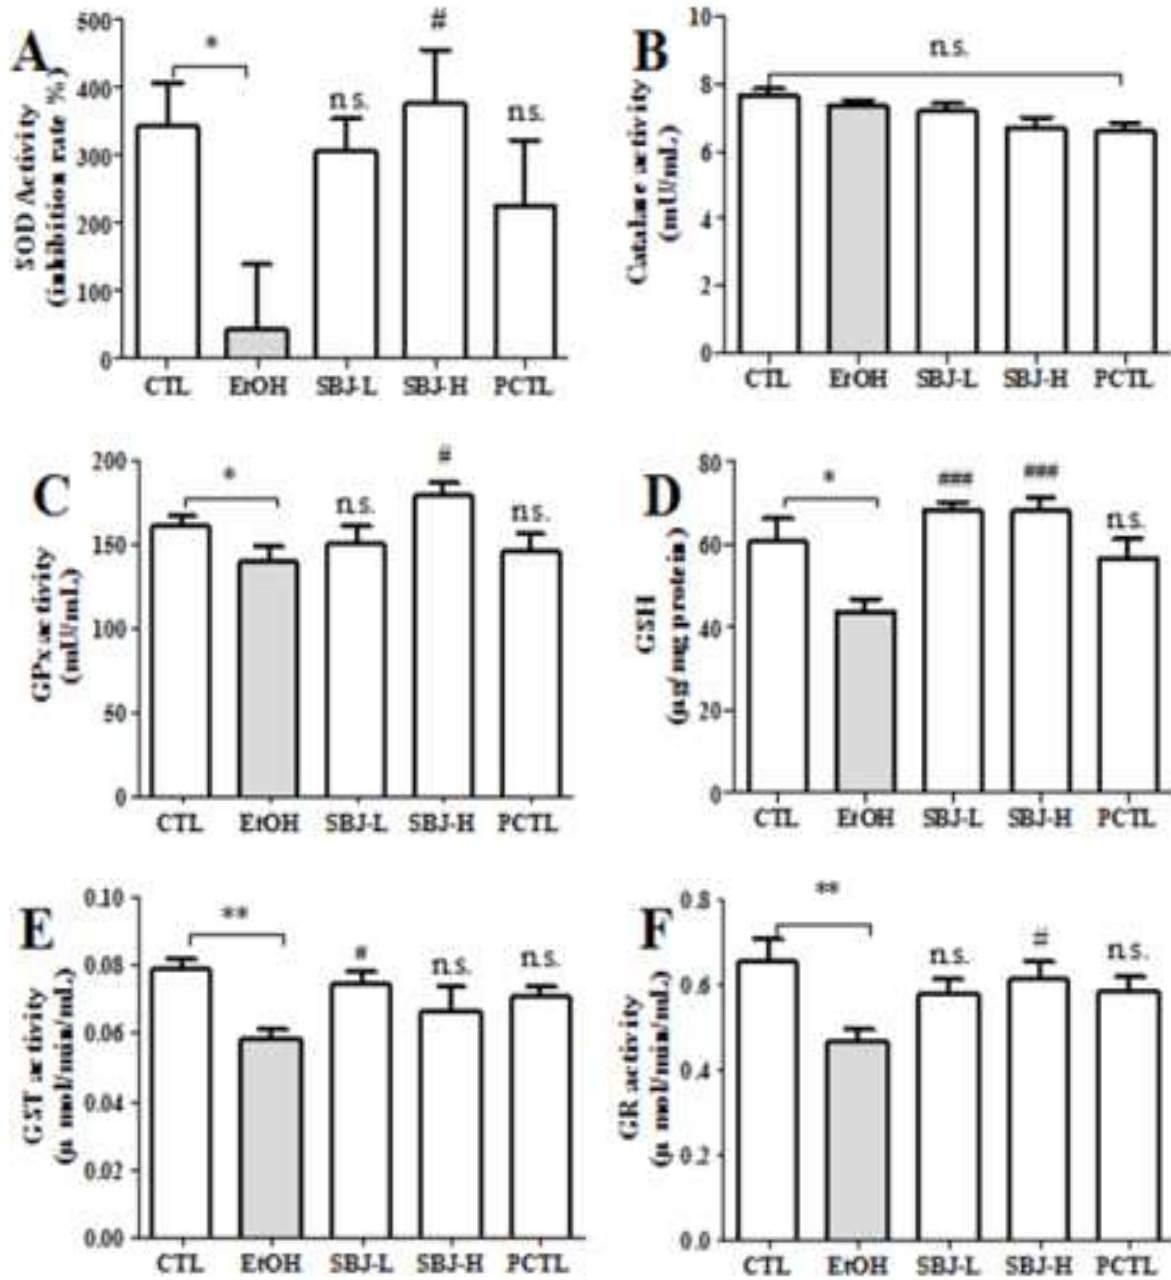 A
SOD Activity
(inhibition rate %)
500
400
300
200
100
0
*
n.s.
#
n.s.
CTL EtOH SBJ-L SBJ-H PCTL
B
Catalase activity
(mU/mL)
10
8
6
4
2
0
n.s.
CTL EtOH SBJ-L SBJ-H PCTL
C
GPx activity
(mU/mL)
200
150
100
50
0
*
n.s.
#
n.s.
CTL EtOH SBJ-L SBJ-H PCTL
D
GSH
(µg/mg protein)
80
60
40
20
0
*
###
###
n.s.
CTL EtOH SBJ-L SBJ-H PCTL
E
GST activity
(µ mol/min/mL)
0.10
0.08
0.06
0.04
0.02
0.00
**
#
n.s.
n.s.
CTL EtOH SBJ-L SBJ-H PCTL
F
GR activity
(µ mol/min/mL)
0.8
0.6
0.4
0.2
0.0
**
n.s.
#
n.s.
CTL EtOH SBJ-L SBJ-H PCTL